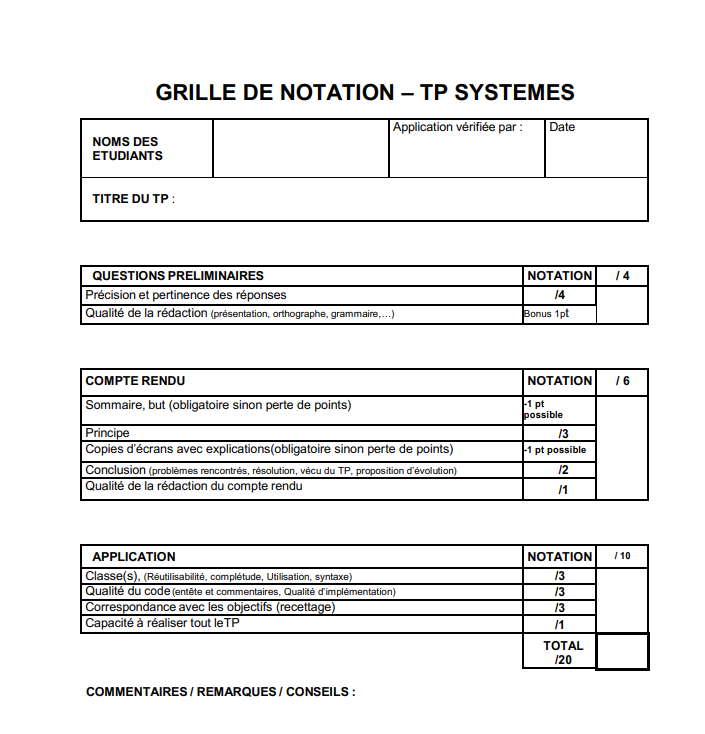 GRILLE DE NOTATION – TP SYSTEMES
NOMS DES
ETUDIANTS
Application vérifiée par :
Date
TITRE DU TP :
QUESTIONS PRELIMINAIRES NOTATION / 4
Précision et pertinence des réponses /4
Qualité de la rédaction (présentation, orthographe, grammaire,…) Bonus 1pt
COMPTE RENDU NOTATION / 6
Sommaire, but (obligatoire sinon perte de points) -1 pt
possible
Principe /3
Copies d’écrans avec explications(obligatoire sinon perte de points) -1 pt possible
Conclusion (problèmes rencontrés, résolution, vécu du TP, proposition d’évolution) /2
Qualité de la rédaction du compte rendu /1
APPLICATION NOTATION / 10
Classe(s), (Réutilisabilité, complétude, Utilisation, syntaxe) /3
Qualité du code (entête et commentaires, Qualité d’implémentation) /3
Correspondance avec les objectifs (recettage) /3
Capacité à réaliser tout leTP /1
TOTAL
/20
COMMENTAIRES / REMARQUES / CONSEILS :